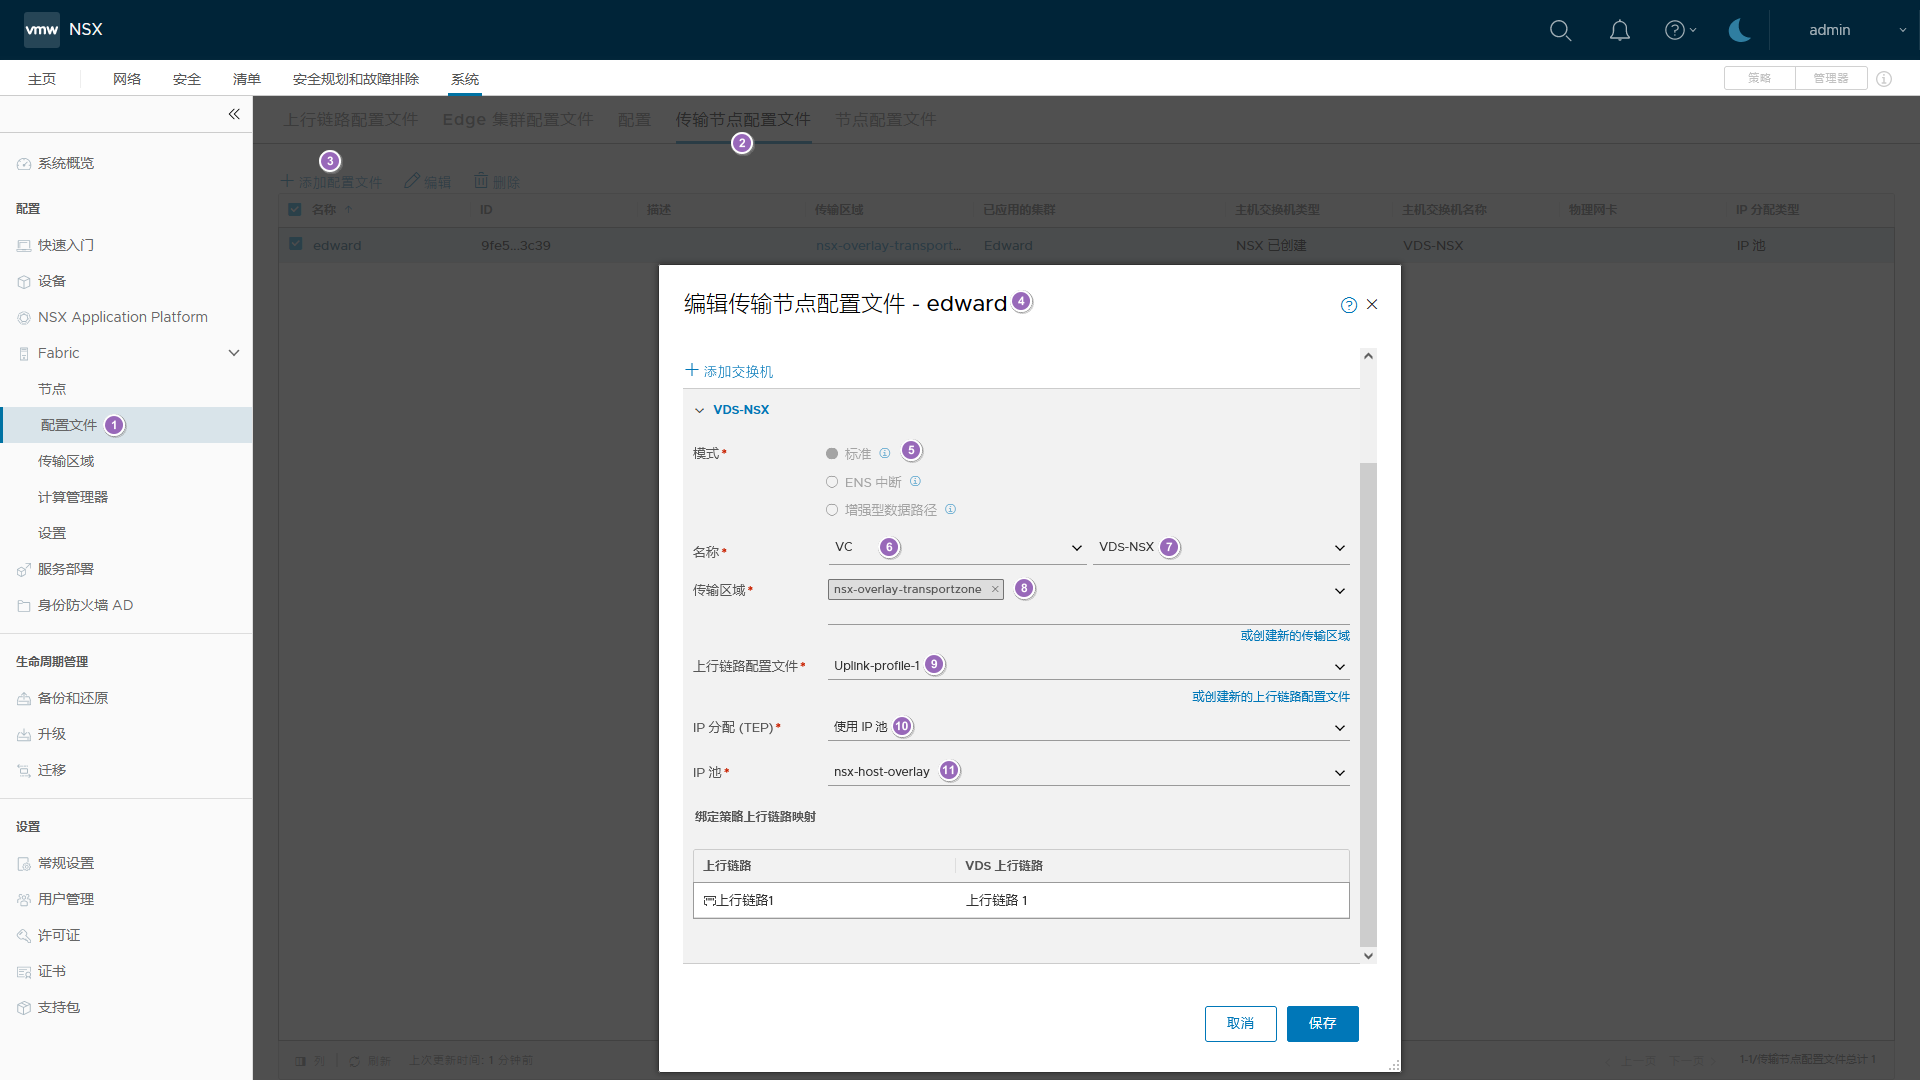 vmw NSX
admin
主页 网络 安全 清单 安全规划和故障排除 系统
策略 管理器
上行链路配置文件 Edge 集群配置文件 配置 传输节点配置文件 节点配置文件
2
3
添加配置文件 编辑 删除
名称 ID 描述 传输区域 已应用的集群 主机交换机类型 主机交换机名称 物理网卡 IP 分配类型
edward 9fe5...3c39 nsx-overlay-transport... Edward NSX 已创建 VDS-NSX IP 池
系统概览
配置
快速入门
设备
NSX Application Platform
Fabric
节点
配置文件 1
传输区域
计算管理器
设置
服务部署
身份防火墙 AD
生命周期管理
备份和还原
升级
迁移
设置
常规设置
用户管理
许可证
证书
支持包
编辑传输节点配置文件 - edward 4
添加交换机
VDS-NSX
模式* 标准 5
ENS 中断
增强型数据路径
名称* VC 6 VDS-NSX 7
传输区域* nsx-overlay-transportzone × 8
或创建新的传输区域
上行链路配置文件* Uplink-profile-1 9
或创建新的上行链路配置文件
IP 分配 (TEP)* 使用 IP 池 10
IP 池* nsx-host-overlay 11
绑定策略上行链路映射
上行链路 VDS 上行链路
上行链路1 上行链路 1
取消 保存
列 刷新 上次更新时间: 1 分钟前
上一页 下一页 1-1/传输节点配置文件总计 1